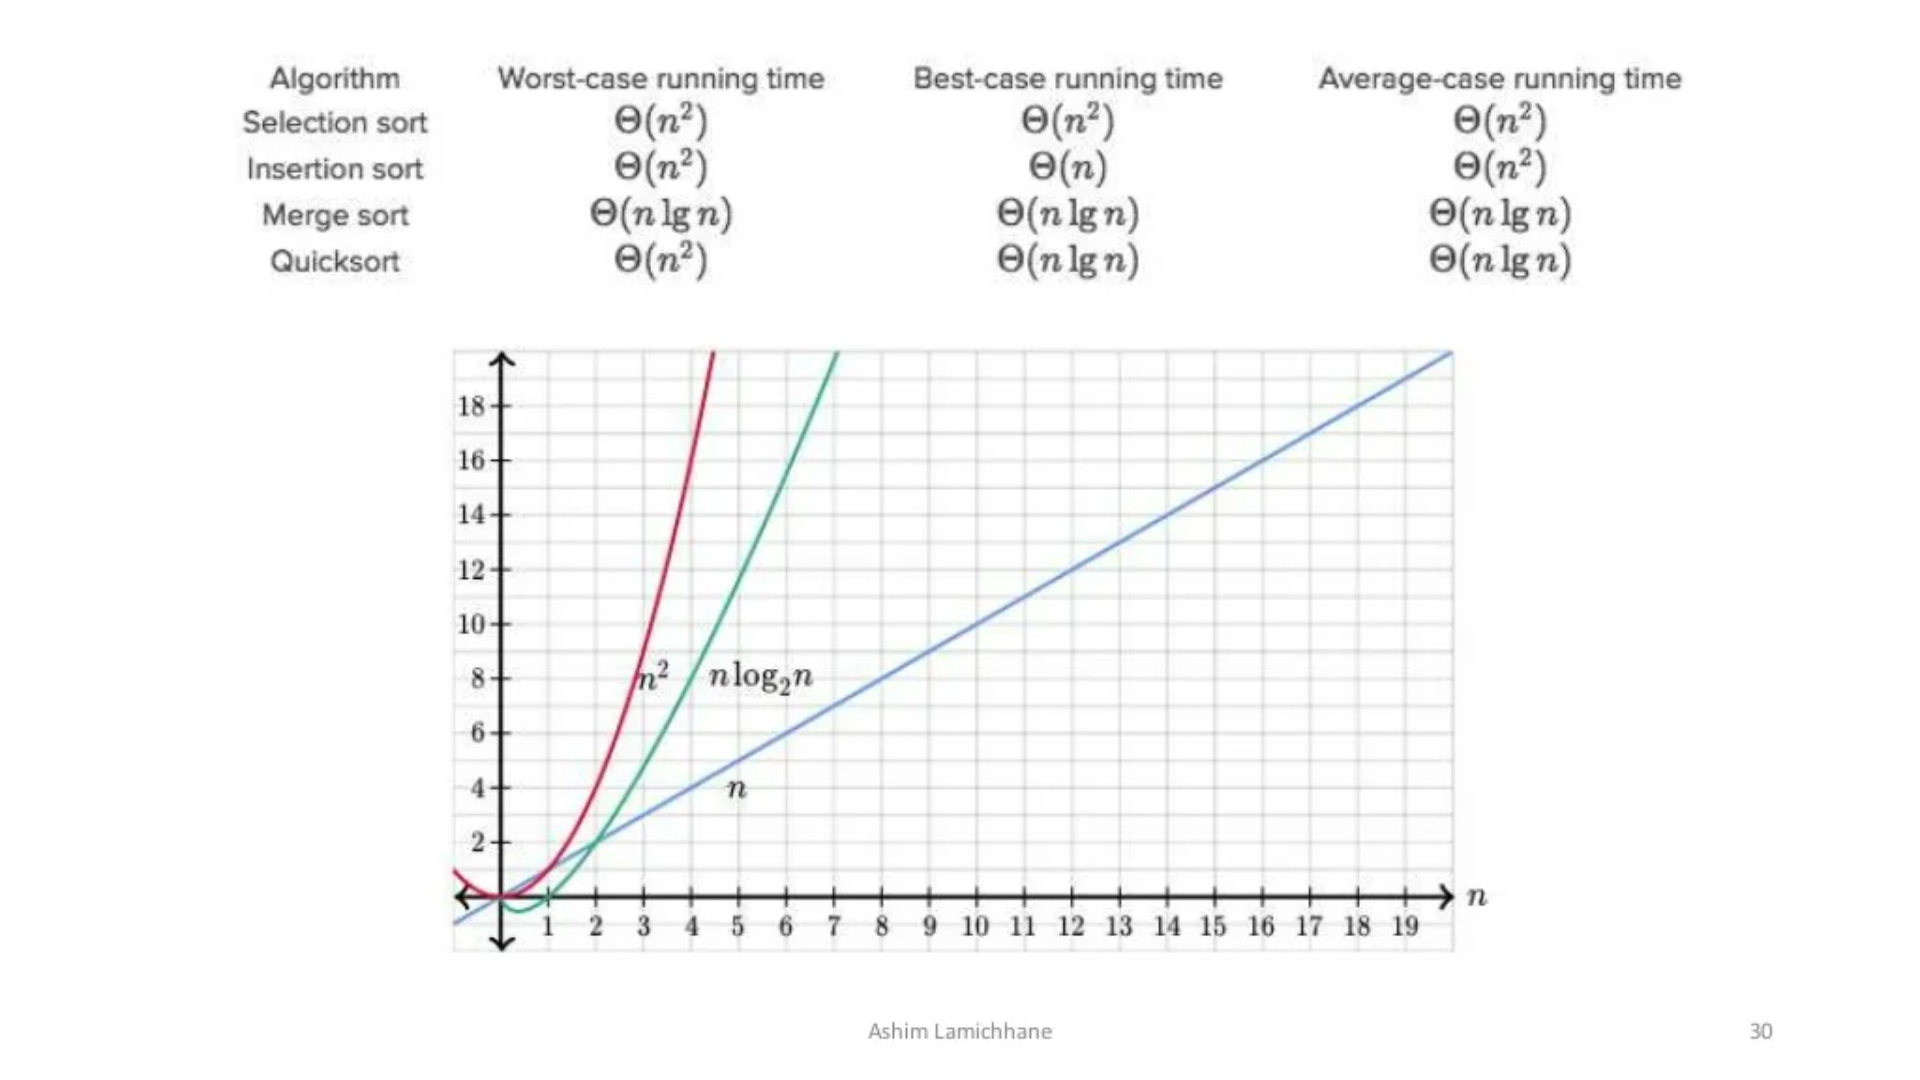 Algorithm Worst-case running time Best-case running time Average-case running time
Selection sort Θ(n²) Θ(n²) Θ(n²)
Insertion sort Θ(n²) Θ(n) Θ(n²)
Merge sort Θ(n lg n) Θ(n lg n) Θ(n lg n)
Quicksort Θ(n²) Θ(n lg n) Θ(n lg n)
18
16
14
12
10
8 n² n log₂n
6
4 n
2
n
1 2 3 4 5 6 7 8 9 10 11 12 13 14 15 16 17 18 19
Ashim Lamichhane 30